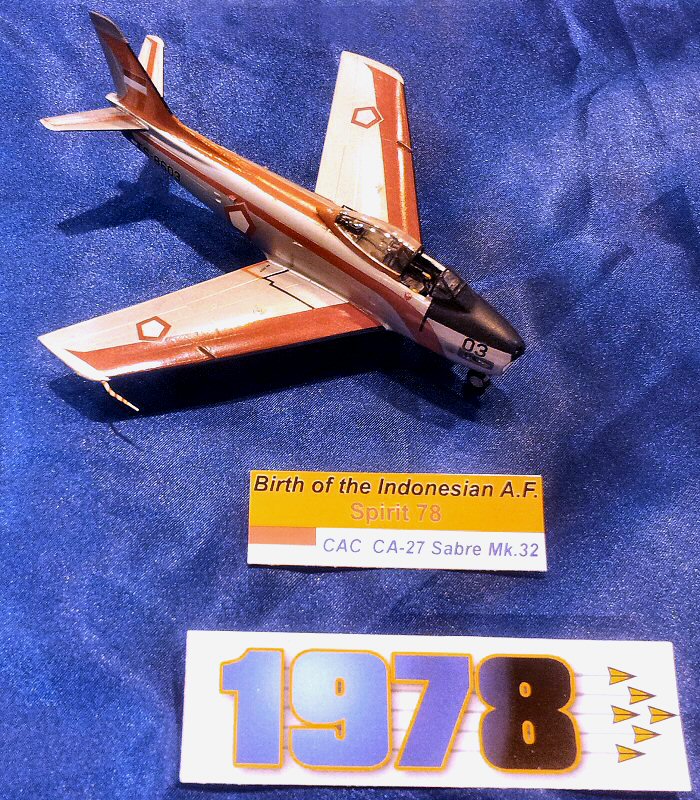 03
Birth of the Indonesian A.F.
Spirit 78
CAC CA-27 Sabre Mk.32
1978